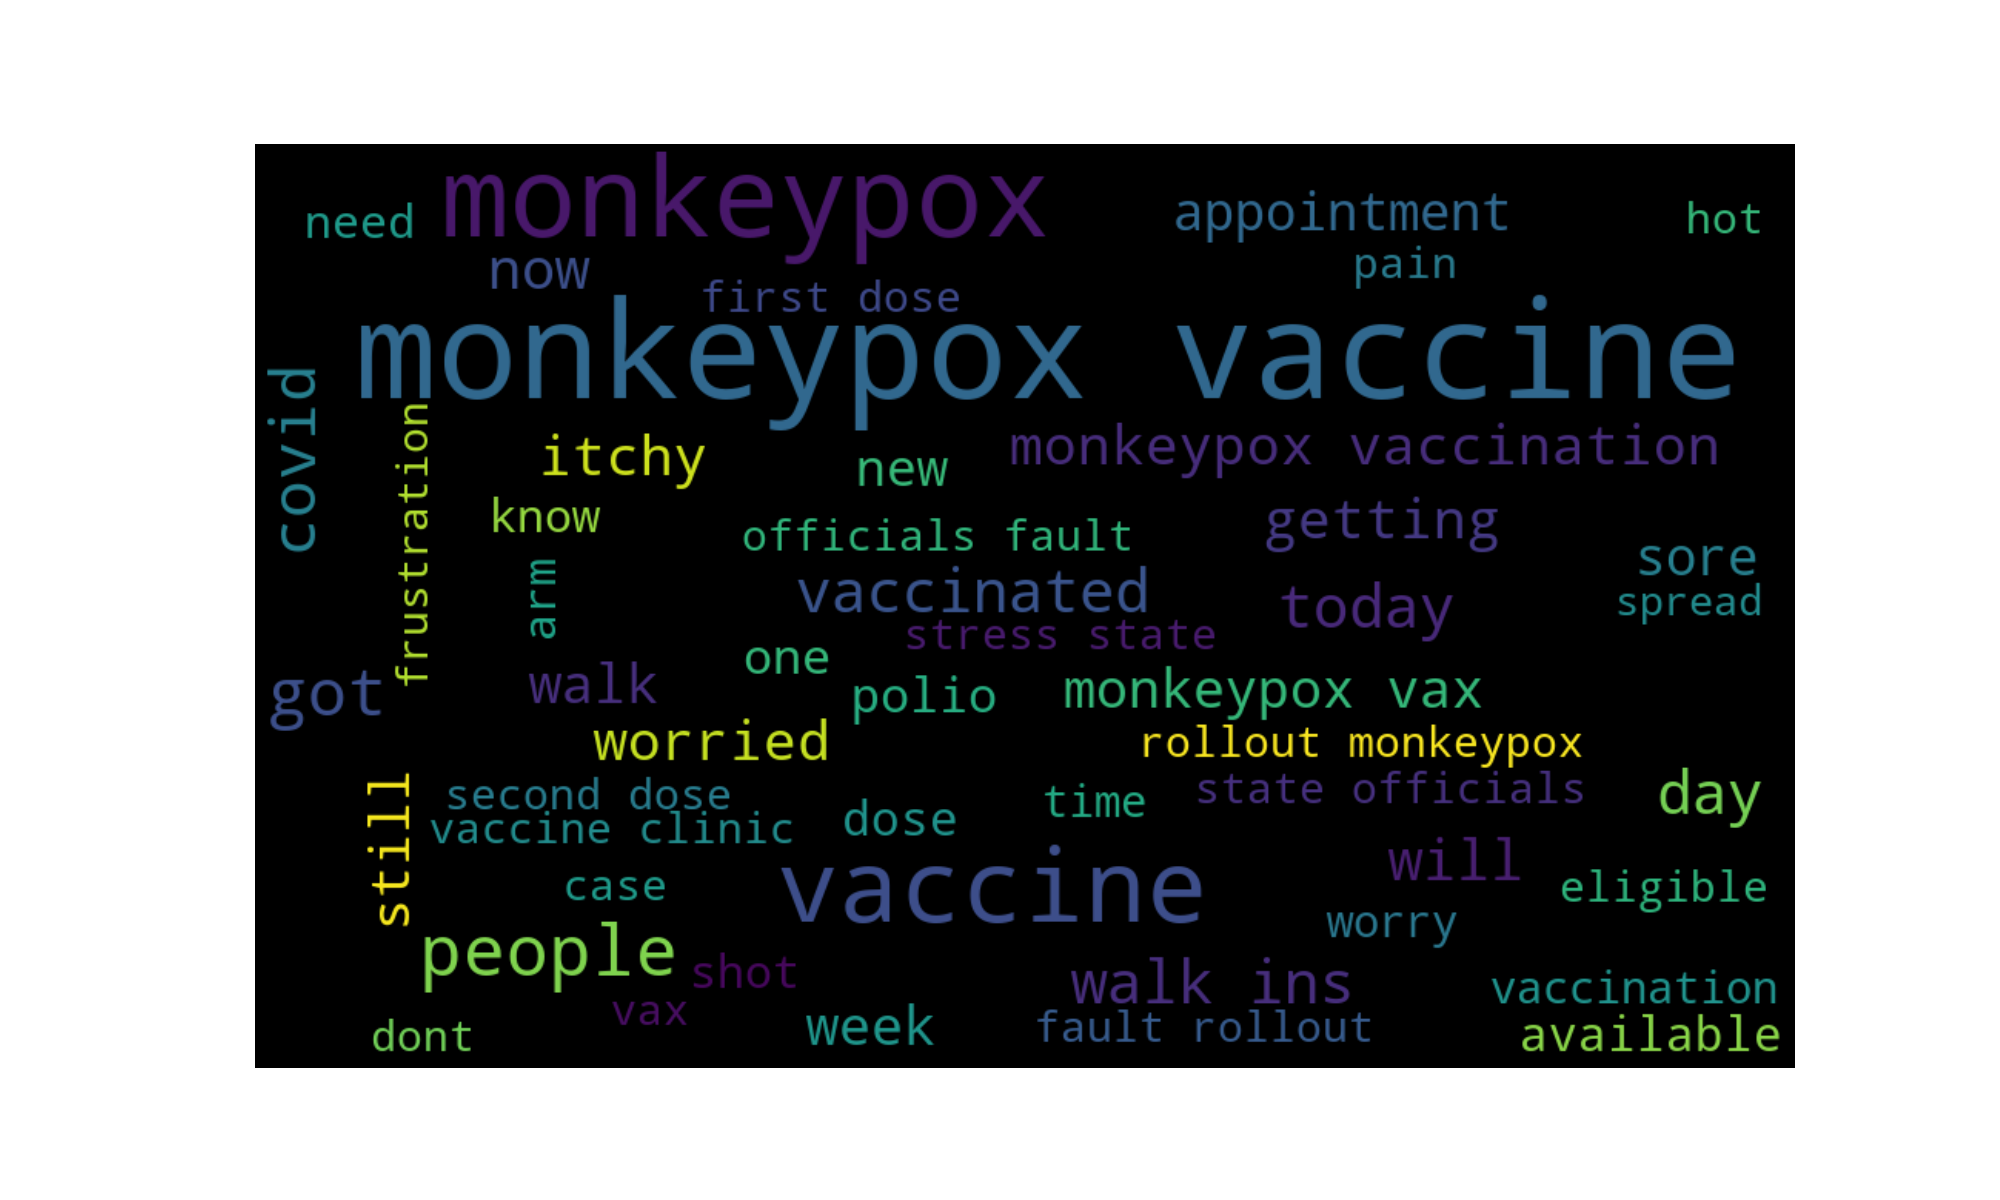 monkeypox
need
appointment
hot
now
pain
first dose
monkeypox vaccine
covid
frustration
itchy
new
monkeypox vaccination
know
officials fault
getting
arm
sore
vaccinated
today
spread
stress state
one
got
walk
polio
monkeypox vax
worried
rollout monkeypox
still
second dose
time
state officials
day
vaccine clinic
dose
vaccine
will
case
eligible
worry
people
shot
walk ins
vaccination
vax
week
fault rollout
dont
available